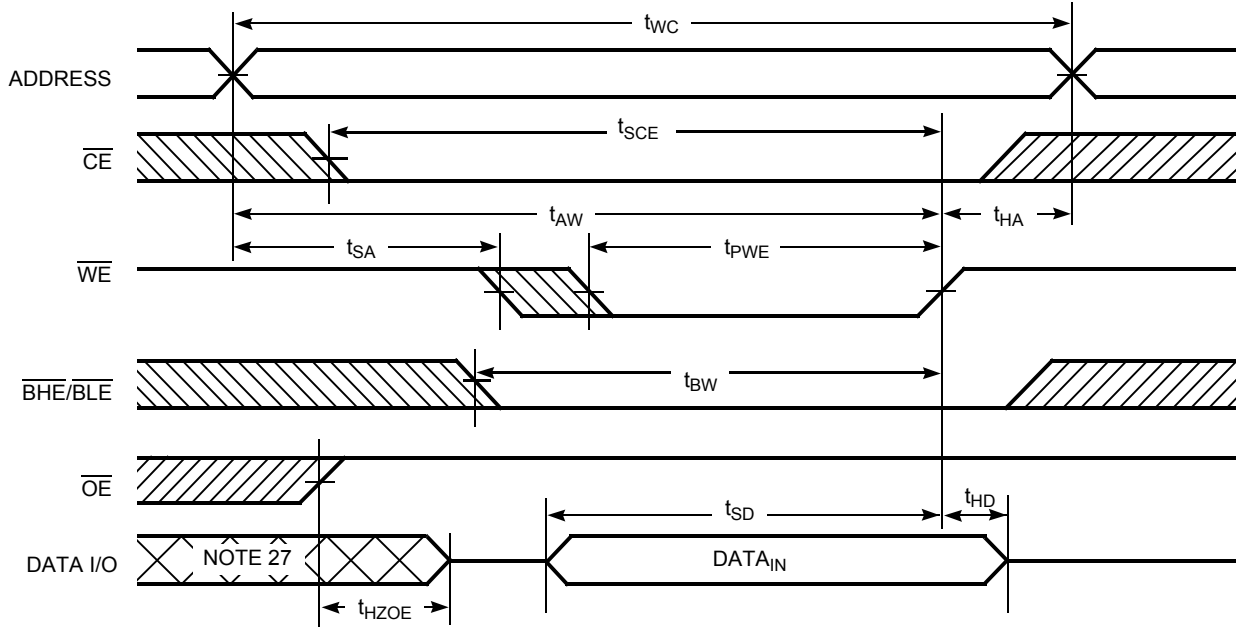 tWC
ADDRESS
tSCE
CE
tAW
tHA
tSA
tPWE
WE
tBW
BHE/BLE
OE
tSD
tHD
DATA I/O
NOTE 27
DATAIN
tHZOE